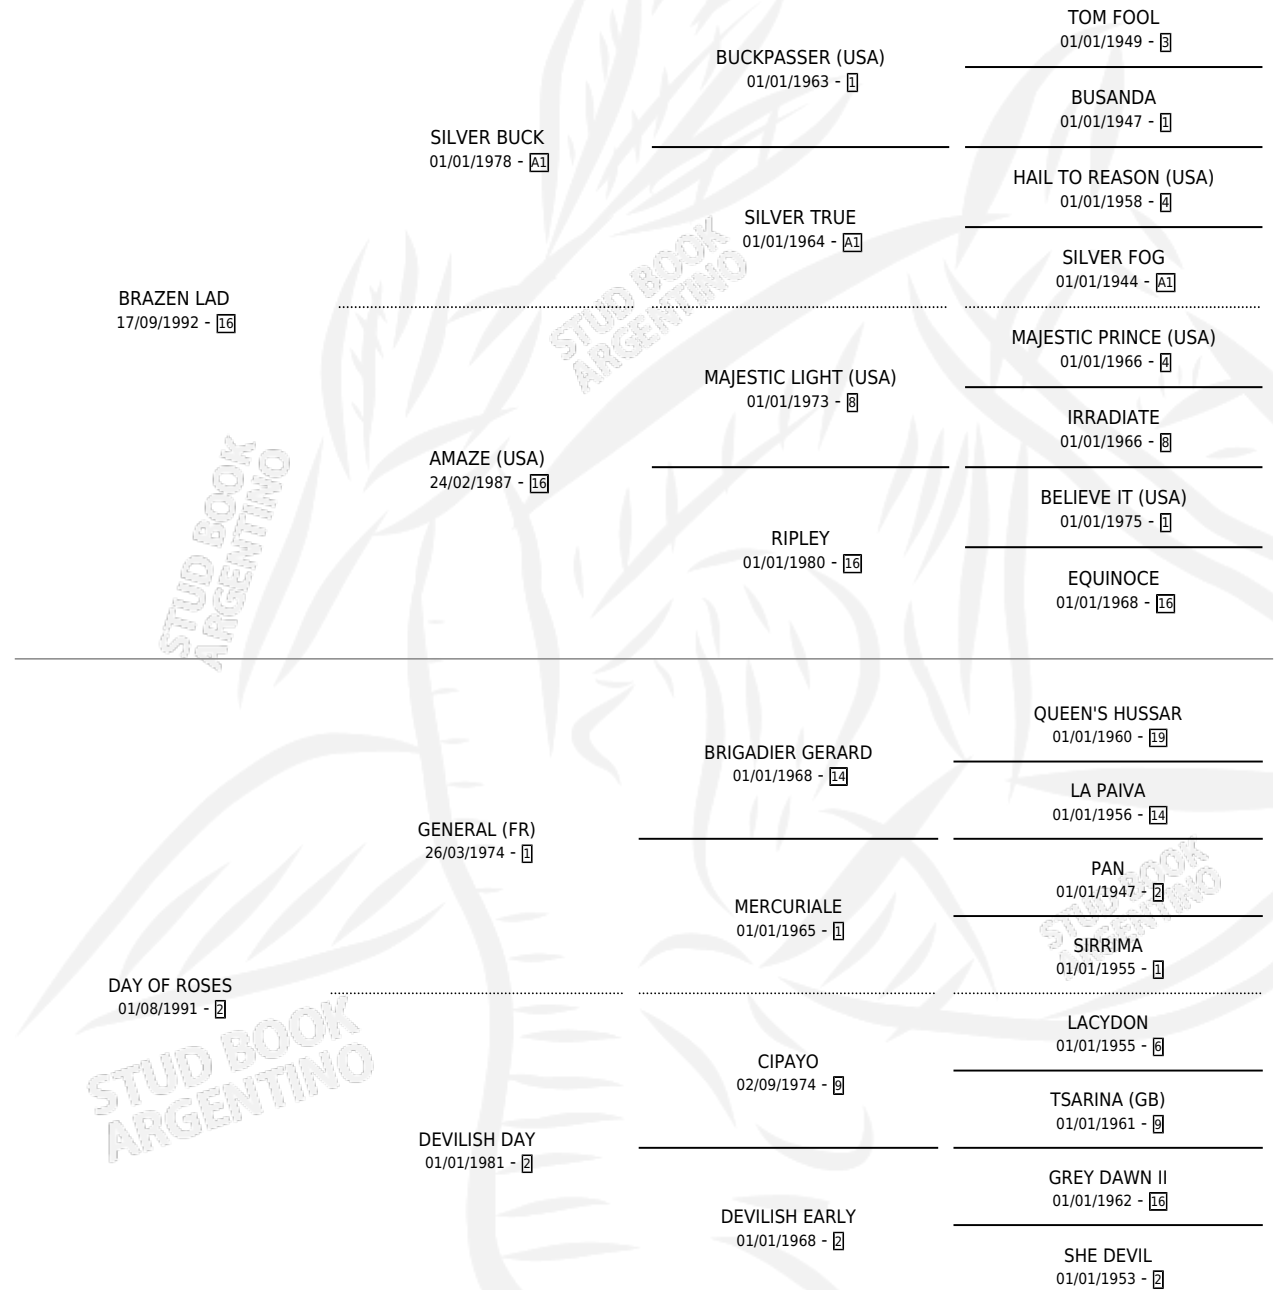 TOM FOOL
01/01/1949 - 3
BUCKPASSER (USA)
01/01/1963 - 1
BUSANDA
01/01/1947 - 1
SILVER BUCK
01/01/1978 - A1
HAIL TO REASON (USA)
01/01/1958 - 4
SILVER TRUE
01/01/1964 - A1
SILVER FOG
01/01/1944 - A1
BRAZEN LAD
17/09/1992 - 16
STUD BOOK
ARGENTINO
MAJESTIC PRINCE (USA)
01/01/1966 - 4
MAJESTIC LIGHT (USA)
01/01/1973 - 8
IRRADIATE
01/01/1966 - 8
AMAZE (USA)
24/02/1987 - 16
BELIEVE IT (USA)
01/01/1975 - 1
RIPLEY
01/01/1980 - 16
EQUINOCE
01/01/1968 - 16
STUD BOOK
ARGENTINO
QUEEN'S HUSSAR
01/01/1960 - 19
BRIGADIER GERARD
01/01/1968 - 14
LA PAIVA
01/01/1956 - 14
GENERAL (FR)
26/03/1974 - 1
PAN
01/01/1947 - 2
MERCURIALE
01/01/1965 - 1
SIRRIMA
01/01/1955 - 1
STUD BOOK
ARGENTINO
DAY OF ROSES
01/08/1991 - 2
LACYDON
01/01/1955 - 6
CIPAYO
02/09/1974 - 9
TSARINA (GB)
01/01/1961 - 9
STUD BOOK
ARGENTINO
DEVILISH DAY
01/01/1981 - 2
GREY DAWN II
01/01/1962 - 16
DEVILISH EARLY
01/01/1968 - 2
SHE DEVIL
01/01/1953 - 2